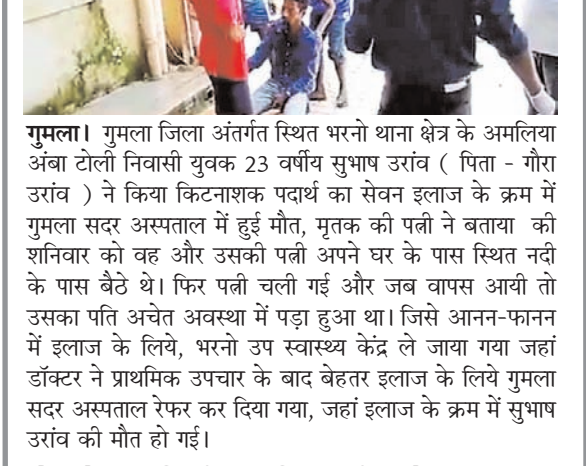 गुमला। गुमला जिला अंतर्गत स्थित भरनो थाना क्षेत्र के अमलिया
अंबा टोली निवासी युवक 23 वर्षीय सुभाष उरांव ( पिता - गौरा
उरांव ) ने किया किटनाशक पदार्थ का सेवन इलाज के क्रम में
गुमला सदर अस्पताल में हुई मौत, मृतक की पत्नी ने बताया की
शनिवार को वह और उसकी पत्नी अपने घर के पास स्थित नदी
के पास बैठे थे। फिर पत्नी चली गई और जब वापस आयी तो
उसका पति अचेत अवस्था में पड़ा हुआ था। जिसे आनन-फानन
में इलाज के लिये, भरनो उप स्वास्थ्य केंद्र ले जाया गया जहां
डॉक्टर ने प्राथमिक उपचार के बाद बेहतर इलाज के लिये गुमला
सदर अस्पताल रेफर कर दिया गया, जहां इलाज के क्रम में सुभाष
उरांव की मौत हो गई।